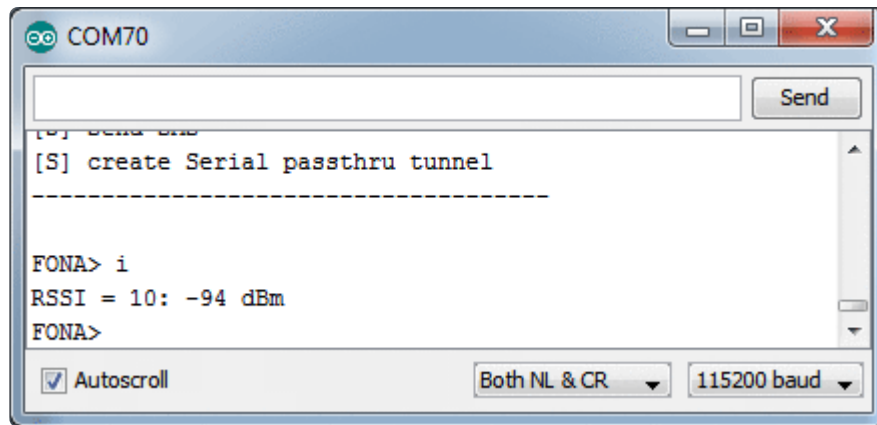 COM70
Send
[S] create Serial passthru tunnel
--------------------------------------
FONA> i
RSSI = 10: -94 dBm
FONA>
Autoscroll
Both NL & CR
115200 baud